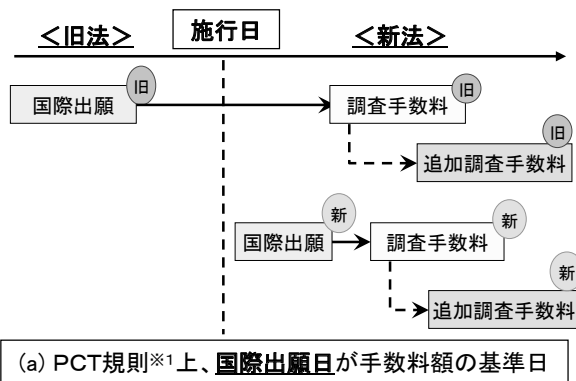 ＜旧法＞ 施行日 ＜新法＞
国際出願 旧 調査手数料 旧
追加調査手数料 旧
国際出願 新 調査手数料 新
追加調査手数料 新
(a) PCT規則※1上、国際出願日が手数料額の基準日